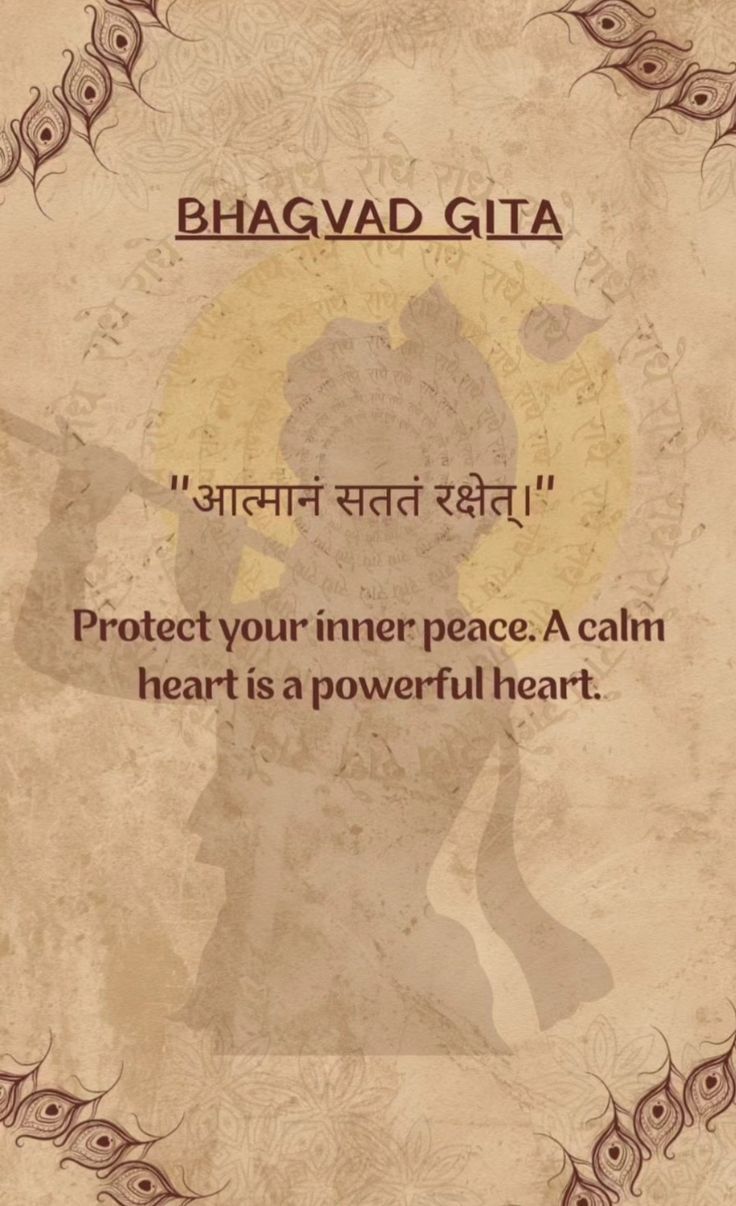 BHAGVAD GITA
"आत्मानं सततं रक्षेत्।"
Protect your inner peace. A calm
heart is a powerful heart.
राधे राधे राधे राधे राधे राधे